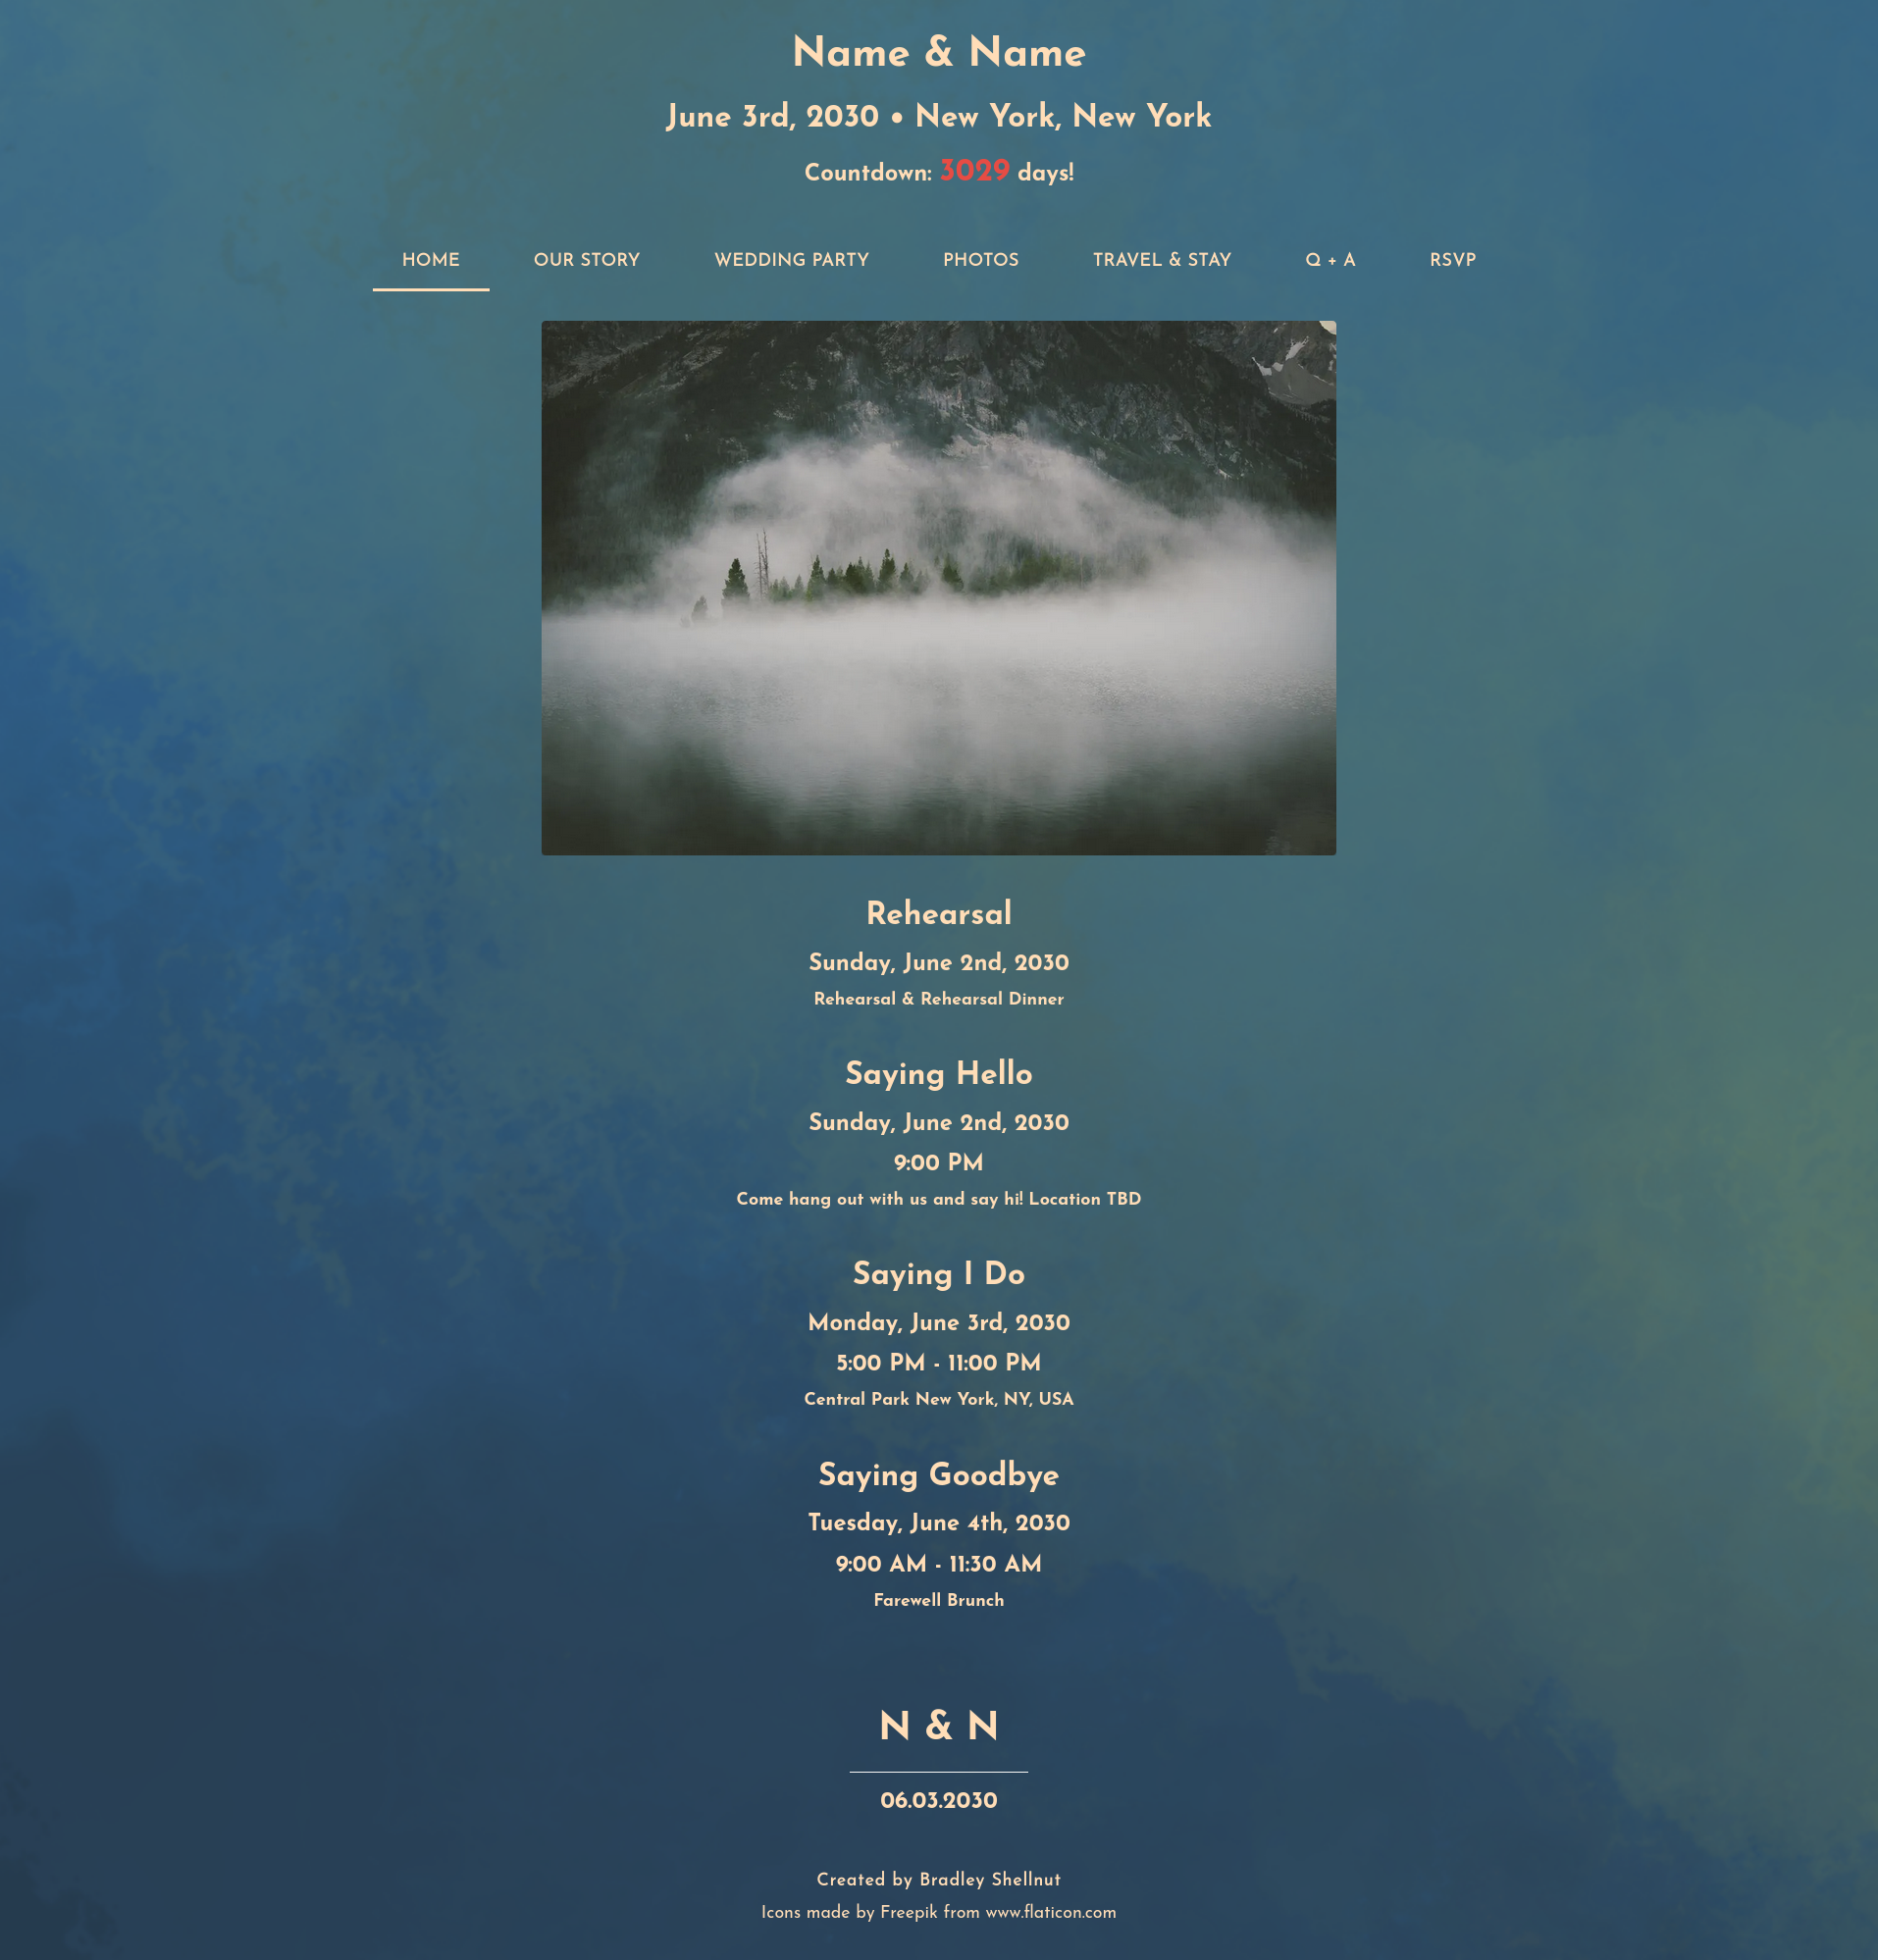 Name & Name
June 3rd, 2030 • New York, New York
Countdown: 3029 days!
HOME OUR STORY WEDDING PARTY PHOTOS TRAVEL & STAY Q + A RSVP
Rehearsal
Sunday, June 2nd, 2030
Rehearsal & Rehearsal Dinner
Saying Hello
Sunday, June 2nd, 2030
9:00 PM
Come hang out with us and say hi! Location TBD
Saying I Do
Monday, June 3rd, 2030
5:00 PM - 11:00 PM
Central Park New York, NY, USA
Saying Goodbye
Tuesday, June 4th, 2030
9:00 AM - 11:30 AM
Farewell Brunch
N & N
06.03.2030
Created by Bradley Shellnut
Icons made by Freepik from www.flaticon.com